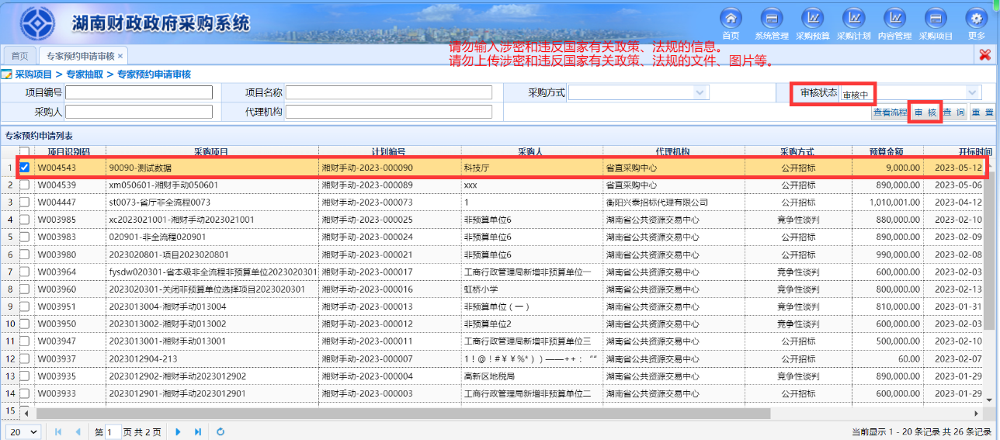 湖南财政政府采购系统
首页 系统管理 采购预算 采购计划 内容管理 采购项目 更多
请勿输入涉密和违反国家有关政策、法规的信息。
请勿上传涉密和违反国家有关政策、法规的文件、图片等。
首页 专家预约申请审核 ×
采购项目 > 专家抽取 > 专家预约申请审核
项目编号 项目名称 采购方式 审核状态 审核中
采购人 代理机构 查看流程 审 核 查 询 重 置
专家预约申请列表
项目识别码 采购项目 计划编号 采购人 代理机构 采购方式 预算金额 开标时间
1 W004543 90090-测试数据 湘财手动-2023-000090 科技厅 省直采购中心 公开招标 9,000.00 2023-05-12
2 W004539 xm050601-湘财手动050601 湘财手动-2023-000089 xxx 省直采购中心 公开招标 890,000.00 2023-05-06
3 W004447 st0073-省厅非全流程0073 湘财手动-2023-000073 1 衡阳兴泰招标代理有限公司 公开招标 1,010,001.00 2023-04-12
4 W003985 xc2023021001-湘财手动2023021001 湘财手动-2023-000025 非预算单位6 湖南省公共资源交易中心 竞争性谈判 880,000.00 2023-02-10
5 W003983 020901-非全流程020901 湘财手动-2023-000024 非预算单位6 湖南省公共资源交易中心 公开招标 890,000.00 2023-02-09
6 W003980 2023020801-项目2023020801 湘财手动-2023-000021 非预算单位6 湖南省公共资源交易中心 公开招标 990,000.00 2023-02-08
7 W003964 fysdw020301-省本级非全流程非预算单位2023020301 湘财手动-2023-000017 工商行政管理局新增非预算单位一 湖南省公共资源交易中心 竞争性谈判 600,000.00 2023-02-03
8 W003960 2023020301-关闭非预算单位选择项目2023020301 湘财手动-2023-000016 虹桥小学 湖南省公共资源交易中心 竞争性谈判 800,000.00 2023-02-13
9 W003951 2023013004-湘财手动013004 湘财手动-2023-000013 非预算单位（一） 湖南省公共资源交易中心 竞争性谈判 810,000.00 2023-01-31
10 W003950 2023013002-湘财手动013002 湘财手动-2023-000012 非预算单位2 湖南省公共资源交易中心 竞争性谈判 600,000.00 2023-02-03
11 W003947 2023013001-湘财手动013001 湘财手动-2023-000011 工商行政管理局新增非预算单位三 湖南省公共资源交易中心 公开招标 500,000.00 2023-02-10
12 W003937 2023012904-213 湘财手动-2023-000007 1！@！#￥￥%*））——++：“” 湖南省公共资源交易中心 公开招标 60.00 2023-02-07
13 W003935 2023012902-湘财手动2023012902 湘财手动-2023-000004 高新区地税局 湖南省公共资源交易中心 竞争性谈判 890,000.00 2023-01-29
14 W003933 2023012901-湘财手动2023012901 湘财手动-2023-000003 工商行政管理局新增非预算单位二 湖南省公共资源交易中心 公开招标 600,000.00 2023-01-29
15
20 第 1 页 共 2 页 当前显示 1 - 20 条记录 共 26 条记录